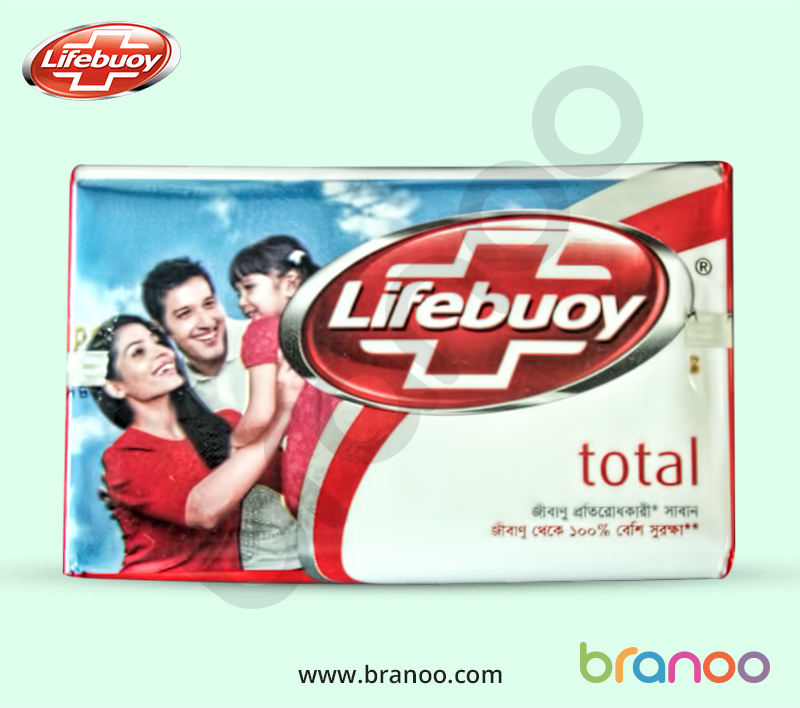 Lifebuoy
Lifebuoy
®
total
জীবাণু প্রতিরোধকারী* সাবান
জীবাণু থেকে ১০০% বেশি সুরক্ষা**
www.branoo.com
branoo